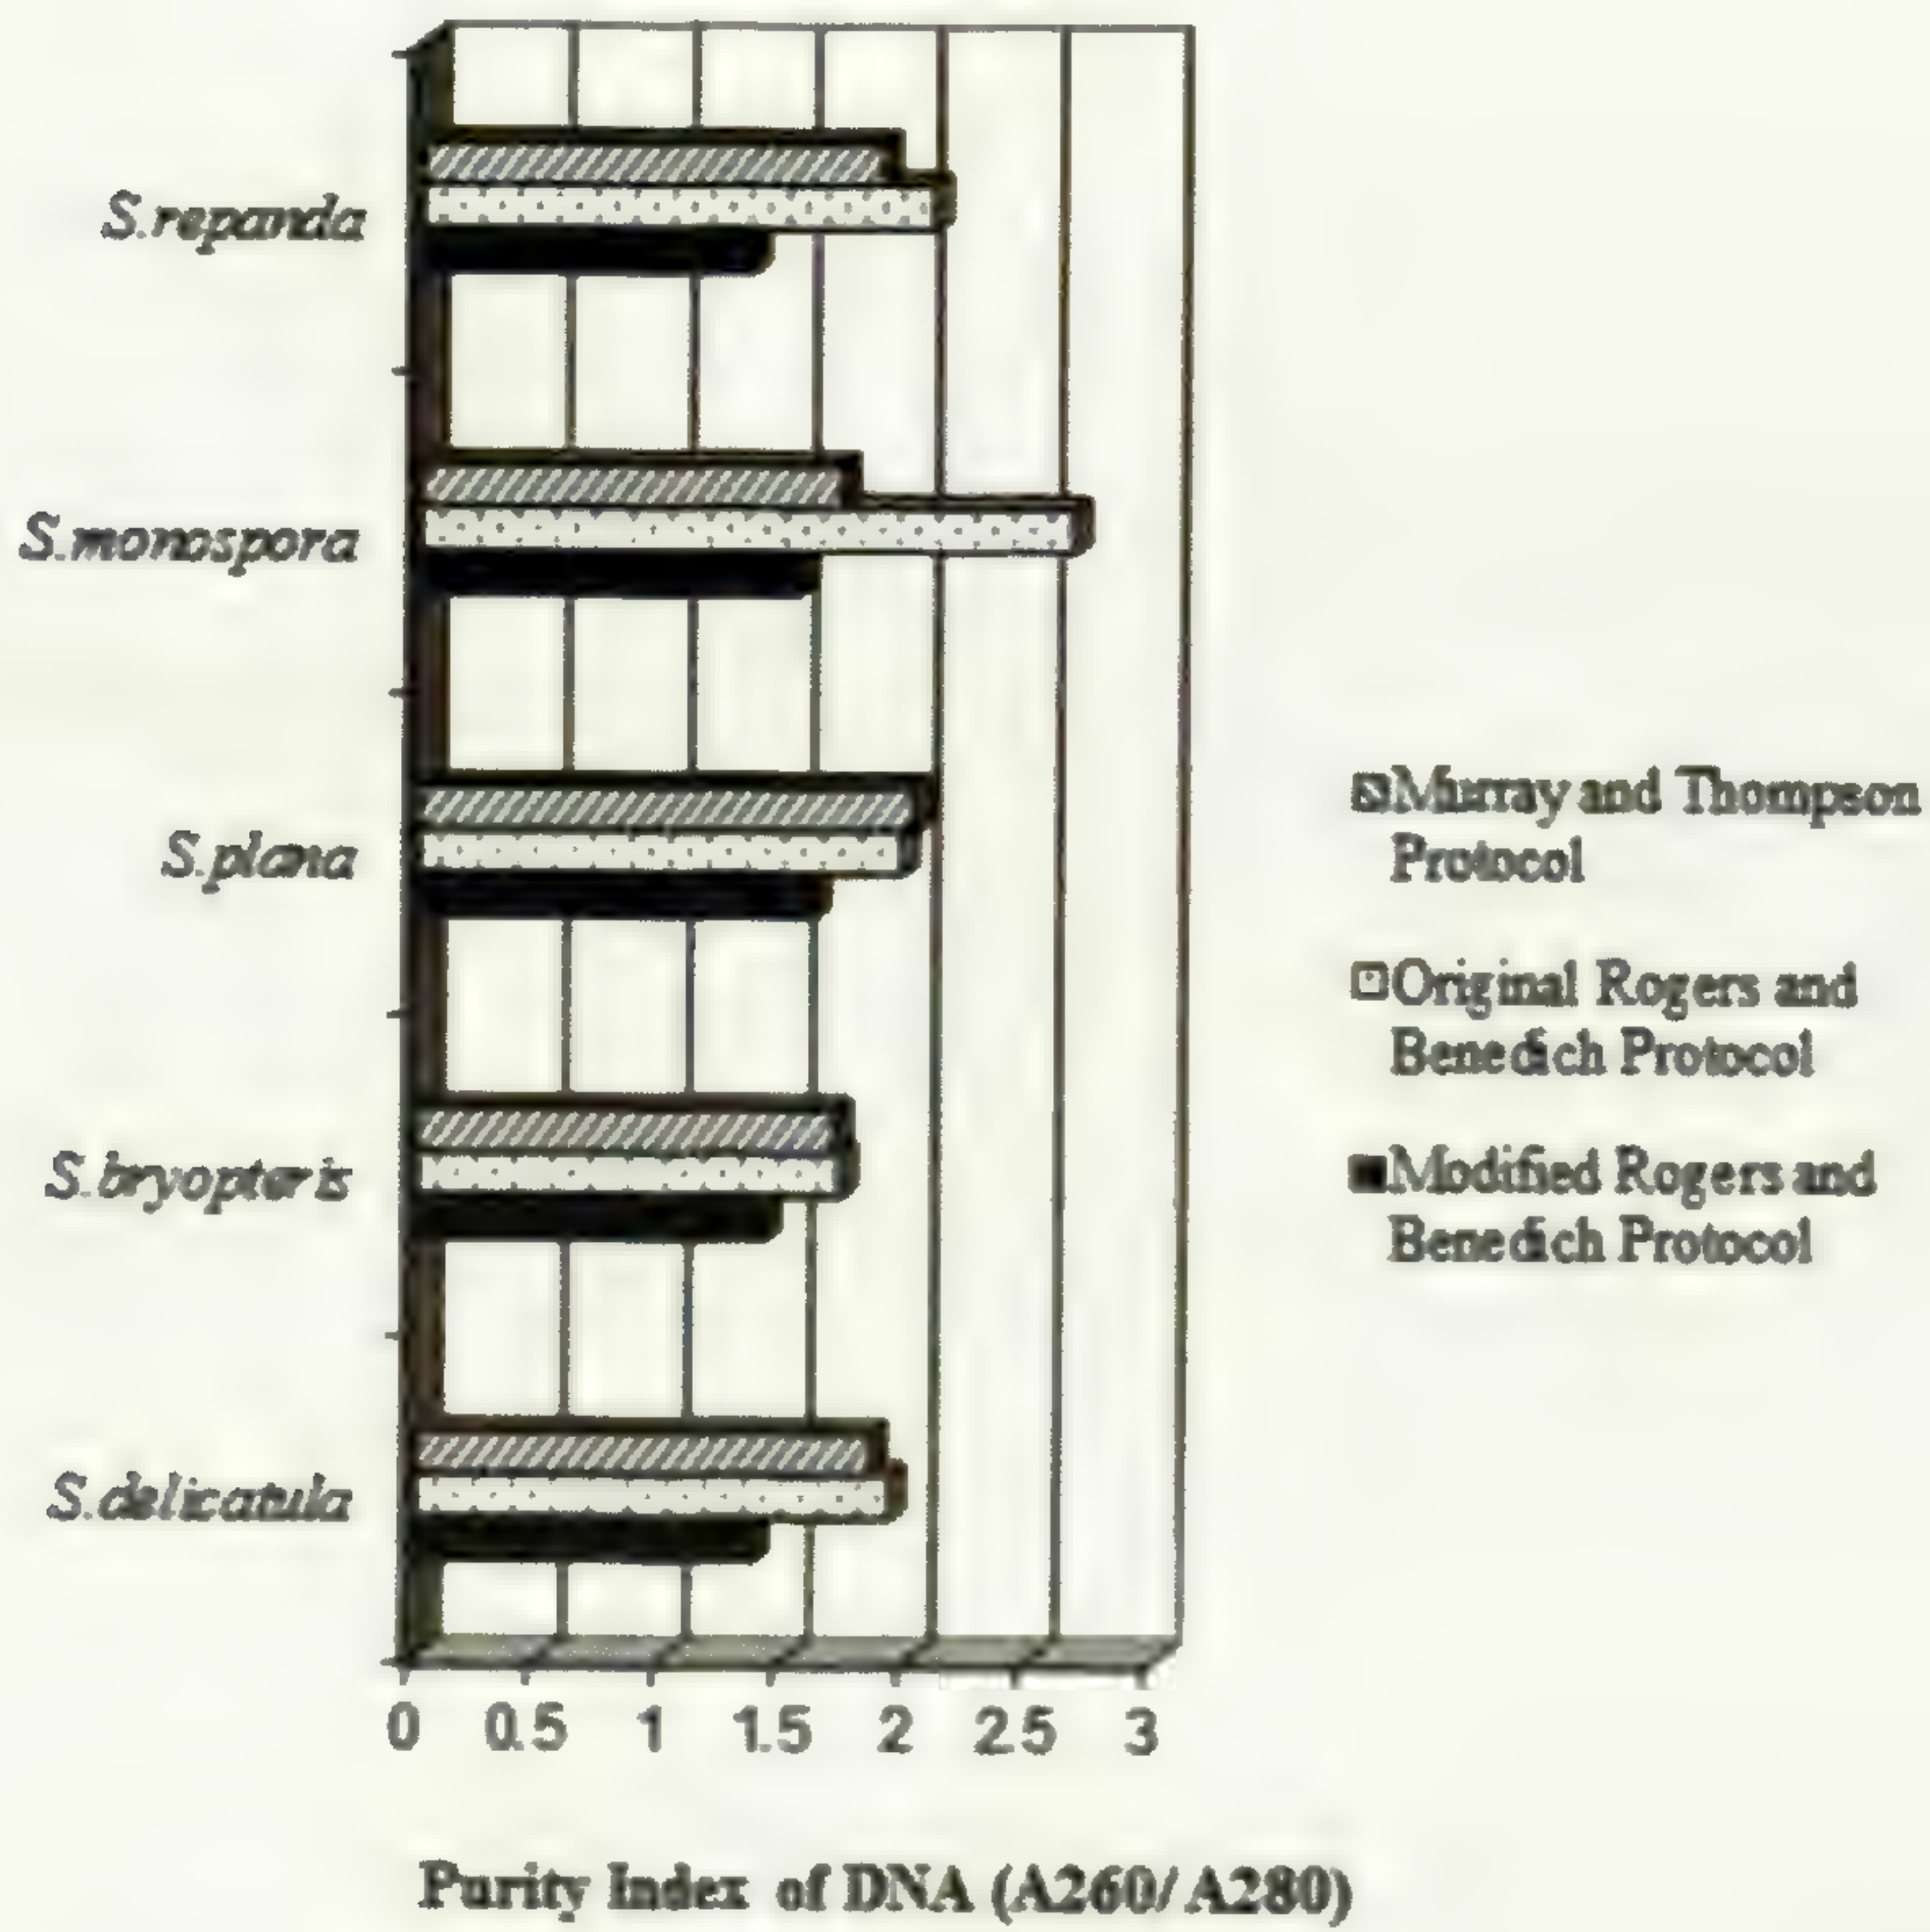 S.repanda
S.monospora
S.plana
S.bryopteris
S.delicatula
0 0.5 1 1.5 2 2.5 3
Purity Index of DNA (A260/A280)
Murray and Thompson
Protocol
Original Rogers and
Benedich Protocol
Modified Rogers and
Benedich Protocol